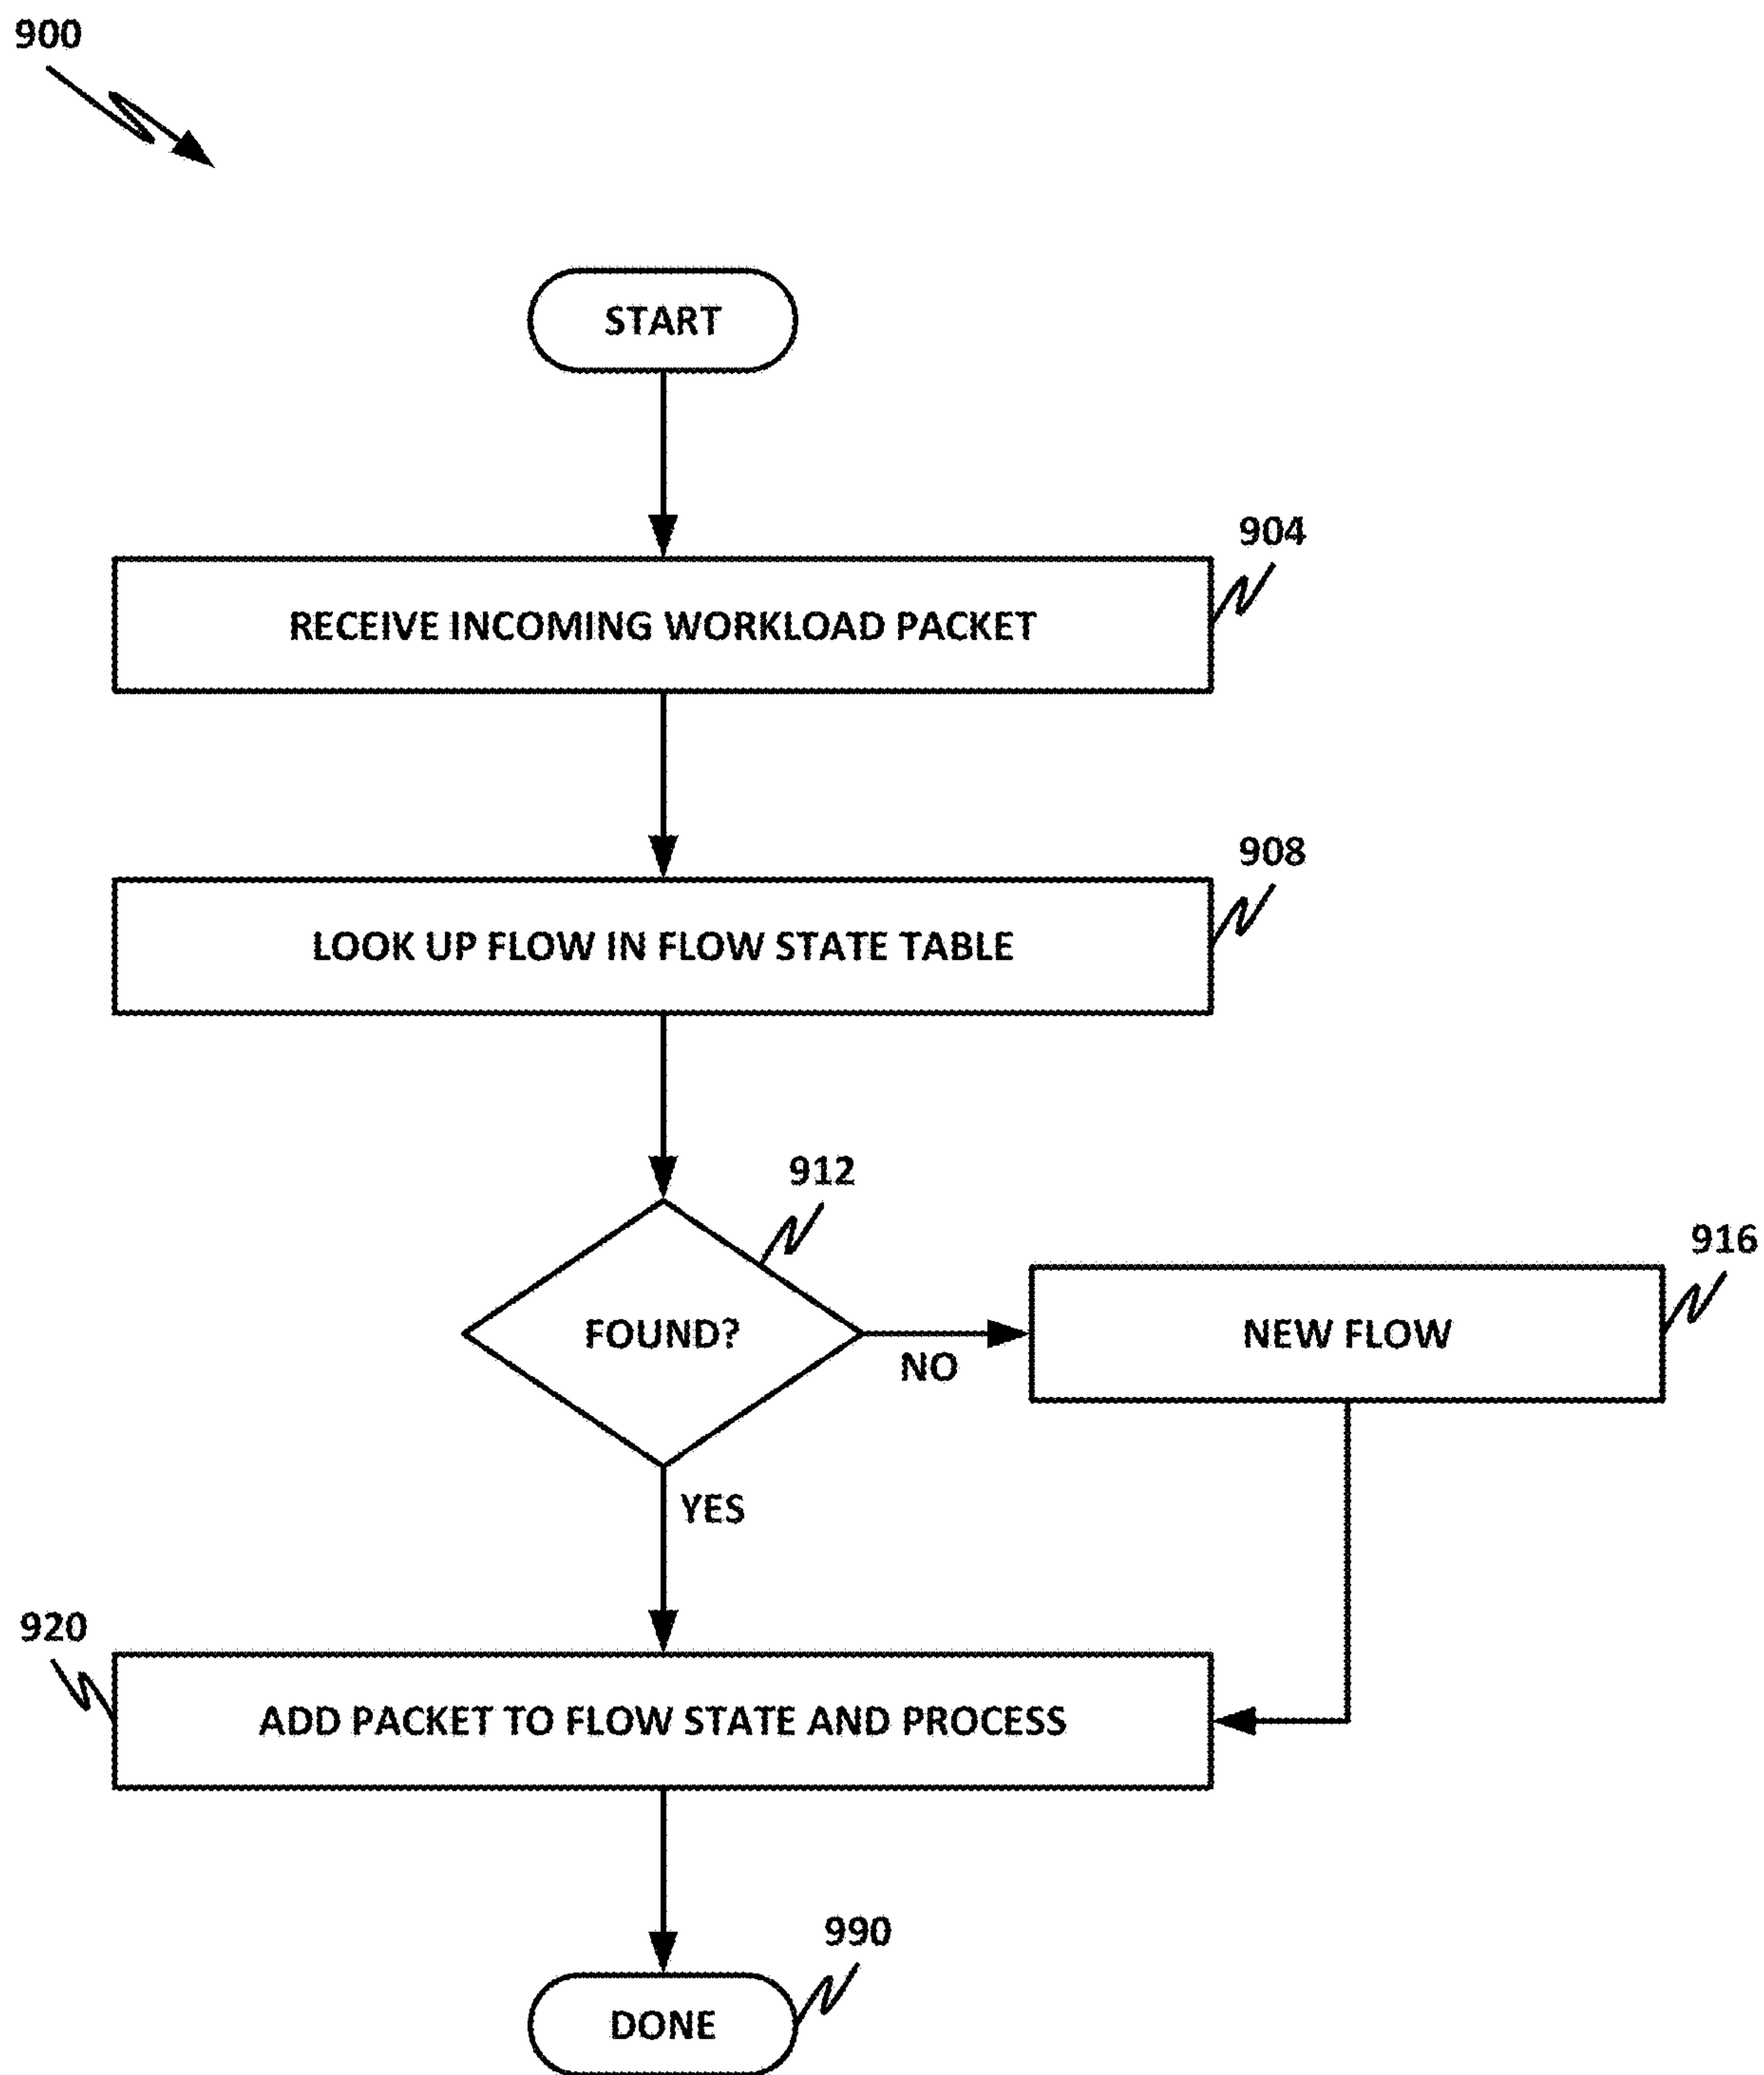 900
START
904
RECEIVE INCOMING WORKLOAD PACKET
908
LOOK UP FLOW IN FLOW STATE TABLE
912
FOUND?
NO
916
NEW FLOW
YES
920
ADD PACKET TO FLOW STATE AND PROCESS
990
DONE